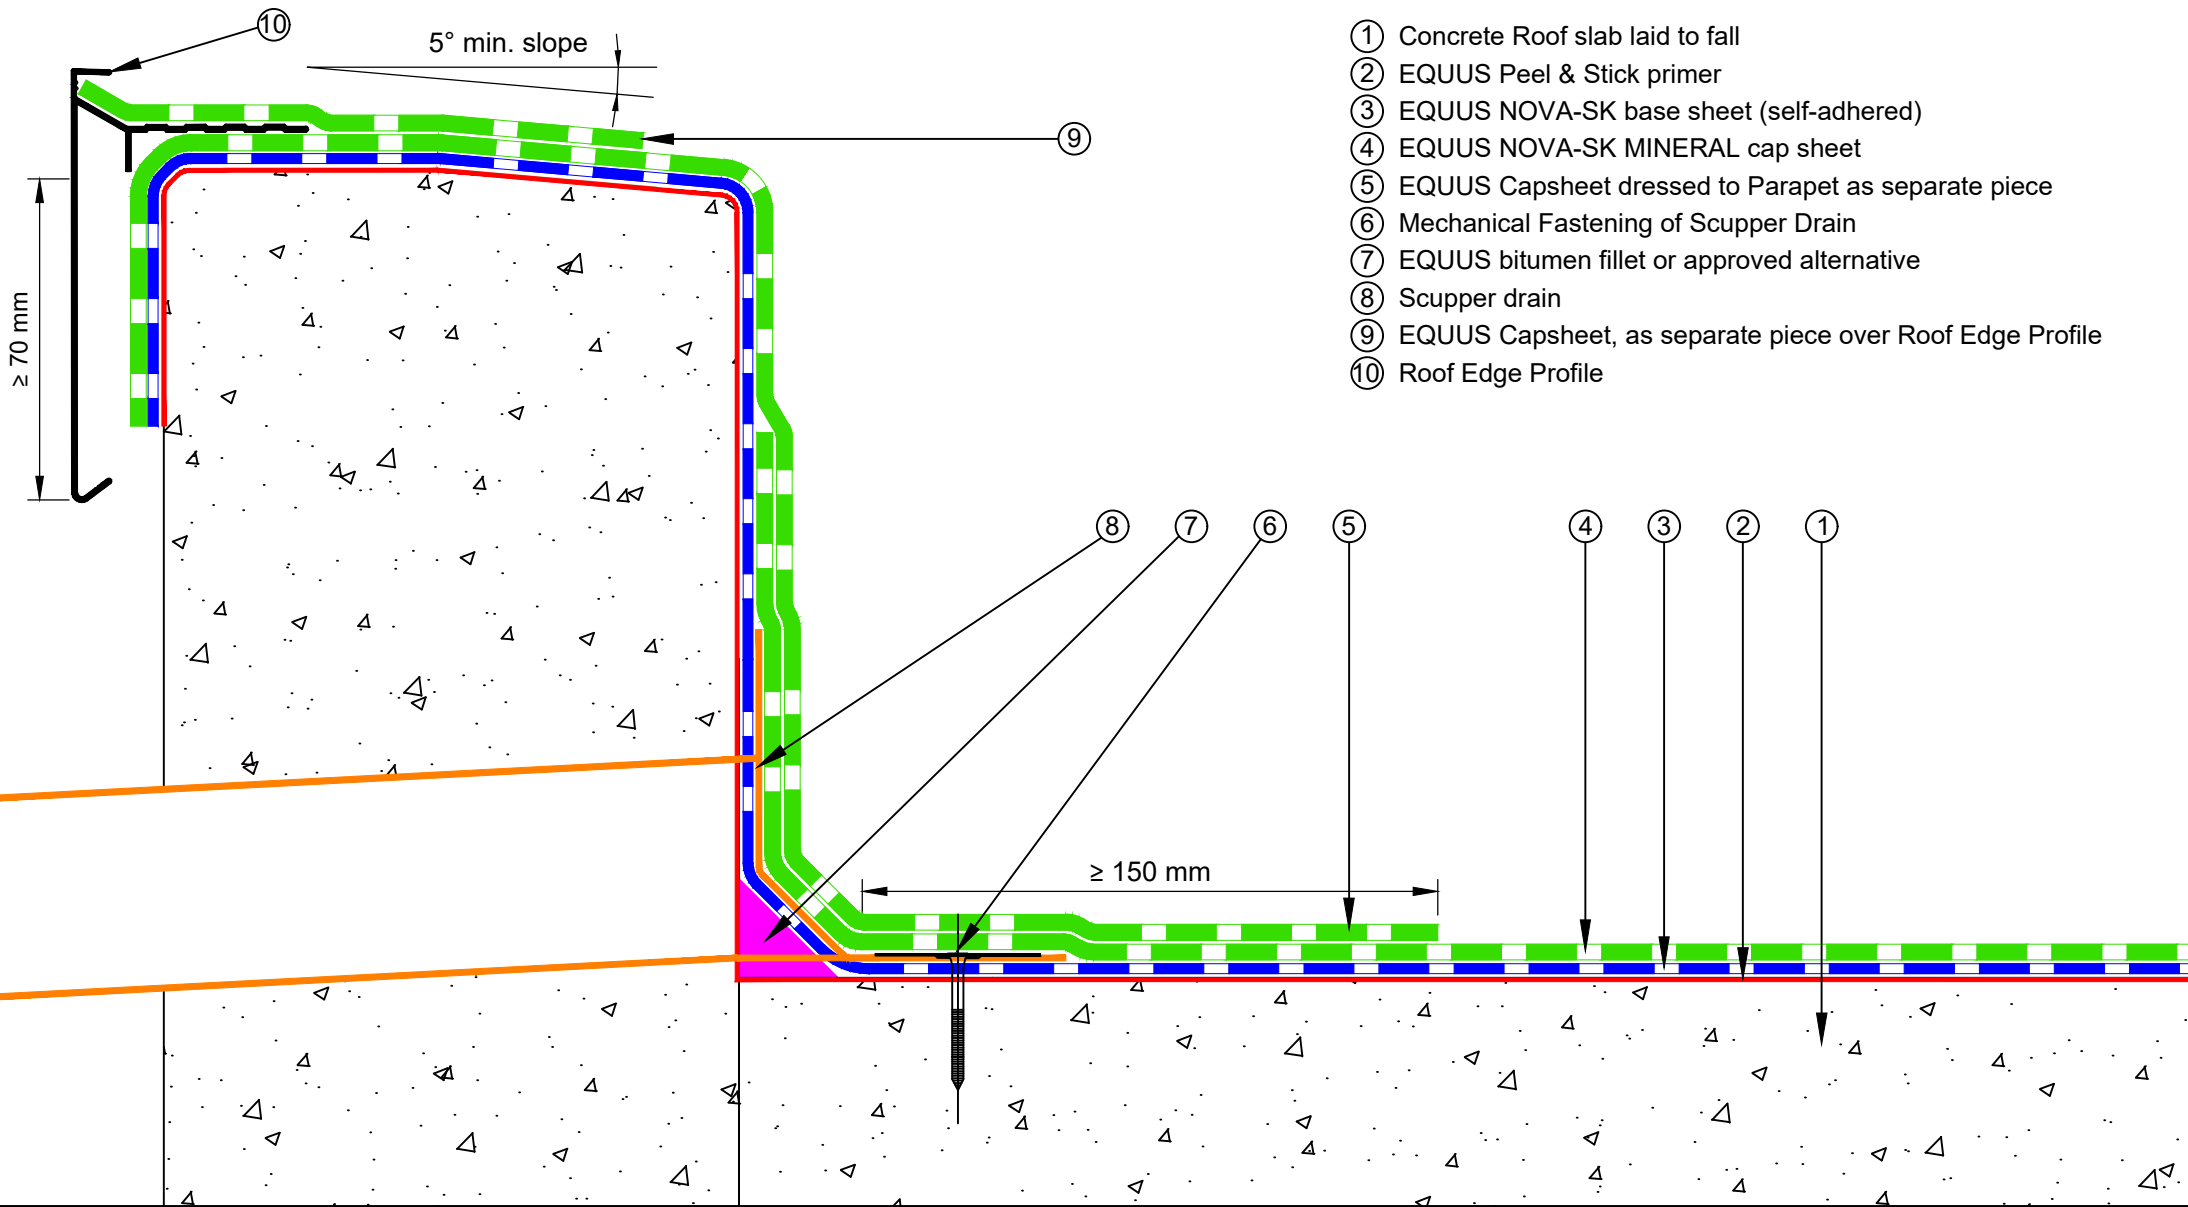 10
5° min. slope
1 Concrete Roof slab laid to fall
2 EQUUS Peel & Stick primer
3 EQUUS NOVA-SK base sheet (self-adhered)
4 EQUUS NOVA-SK MINERAL cap sheet
5 EQUUS Capsheet dressed to Parapet as separate piece
6 Mechanical Fastening of Scupper Drain
7 EQUUS bitumen fillet or approved alternative
8 Scupper drain
9 EQUUS Capsheet, as separate piece over Roof Edge Profile
10 Roof Edge Profile
9
≥ 70 mm
8 7 6 5 4 3 2 1
≥ 150 mm